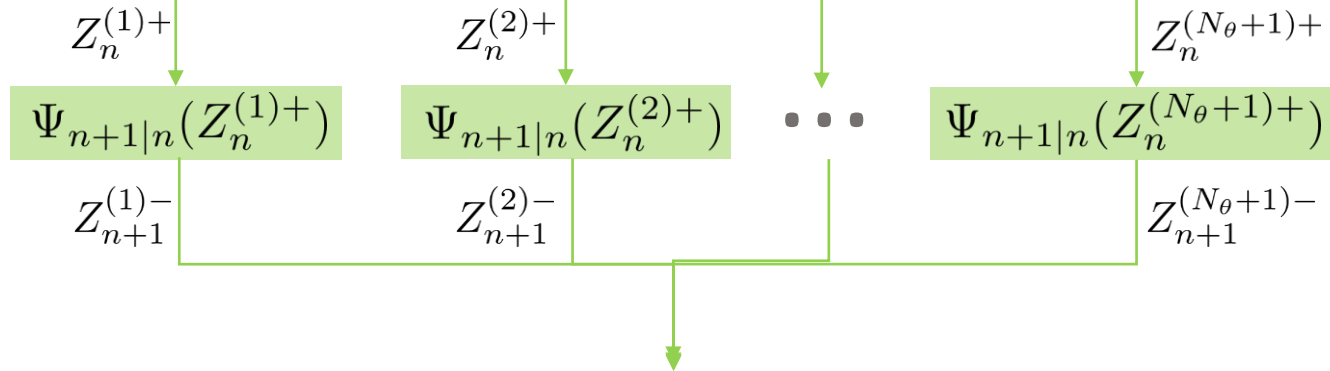 Z_n^{(1)+} Z_n^{(2)+} Z_n^{(N_θ+1)+}
Ψ_{n+1|n}(Z_n^{(1)+}) Ψ_{n+1|n}(Z_n^{(2)+}) ... Ψ_{n+1|n}(Z_n^{(N_θ+1)+})
Z_{n+1}^{(1)-} Z_{n+1}^{(2)-} Z_{n+1}^{(N_θ+1)-}